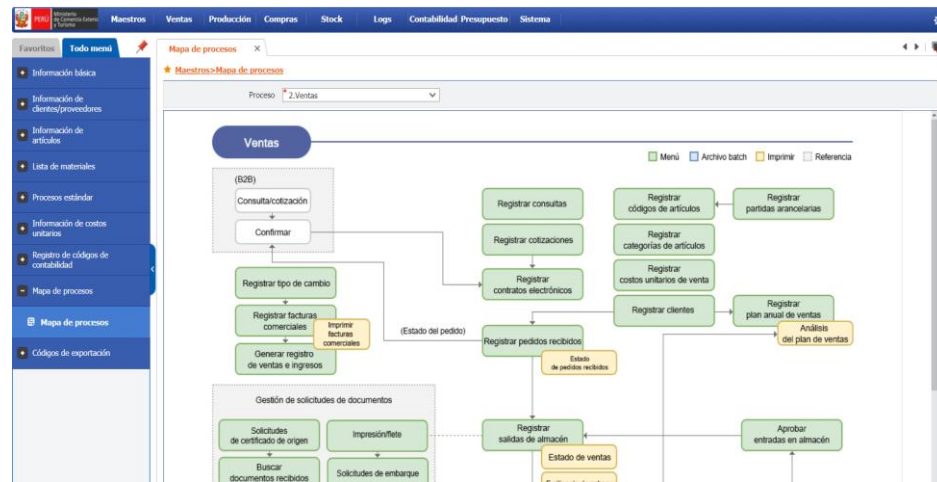 PERÚ
Ministerio
de Comercio Exterior
y Turismo
Maestros Ventas Producción Compras Stock Logs Contabilidad Presupuesto Sistema
Favoritos Todo menú
Mapa de procesos X
Maestros>Mapa de procesos
Información básica
Información de
clientes/proveedores
Información de
artículos
Lista de materiales
Procesos estándar
Información de costos
unitarios
Registro de códigos de
contabilidad
Mapa de procesos
Mapa de procesos
Códigos de exportación
Proceso * 2.Ventas
Ventas
Menú Archivo batch Imprimir Referencia
(B2B)
Consulta/cotización
Confirmar
Registrar consultas
Registrar
códigos de artículos
Registrar
partidas arancelarias
Registrar cotizaciones
Registrar
categorías de artículos
Registrar tipo de cambio
Registrar
contratos electrónicos
Registrar
costos unitarios de venta
Registrar facturas
comerciales
Imprimir
facturas
comerciales
Registrar clientes
Registrar
plan anual de ventas
Análisis
del plan de ventas
(Estado del pedido)
Registrar pedidos recibidos
Estado
de pedidos recibidos
Generar registro
de ventas e ingresos
Gestión de solicitudes de documentos
Solicitudes
de certificado de origen
Impresión/flete
Registrar
salidas de almacén
Aprobar
entradas en almacén
Estado de ventas
Buscar
documentos recibidos
Solicitudes de embarque